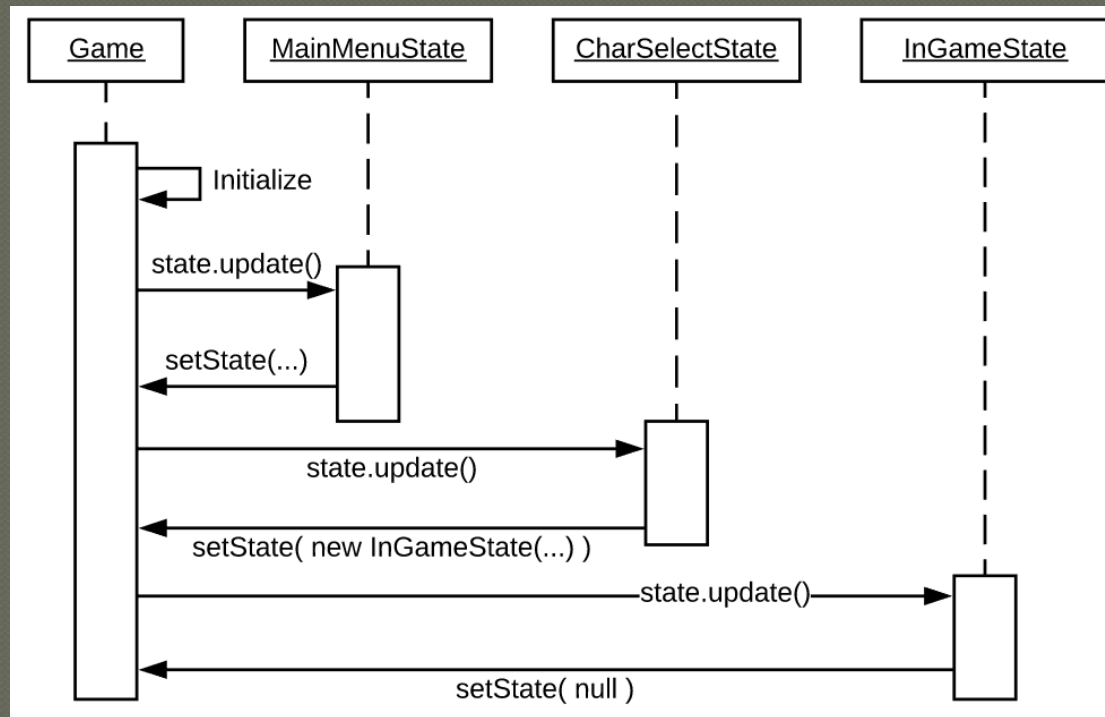 Game
MainMenuState
CharSelectState
InGameState
Initialize
state.update()
setState(...)
state.update()
setState( new InGameState(...) )
state.update()
setState( null )